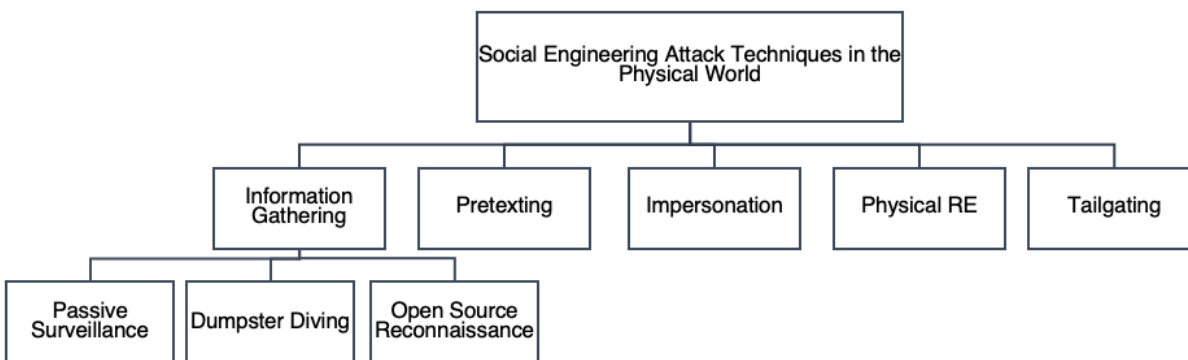 Social Engineering Attack Techniques in the
Physical World
Information
Gathering
Pretexting
Impersonation
Physical RE
Tailgating
Passive
Surveillance
Dumpster Diving
Open Source
Reconnaissance